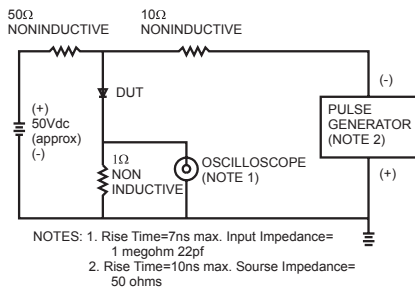 50Ω
NONINDUCTIVE
10Ω
NONINDUCTIVE
(+)
50Vdc
(approx)
(-)
DUT
1Ω
NON
INDUCTIVE
OSCILLOSCOPE
(NOTE 1)
(-)
PULSE
GENERATOR
(NOTE 2)
(+)
NOTES: 1. Rise Time=7ns max. Input Impedance=
1 megohm 22pf
2. Rise Time=10ns max. Sourse Impedance=
50 ohms